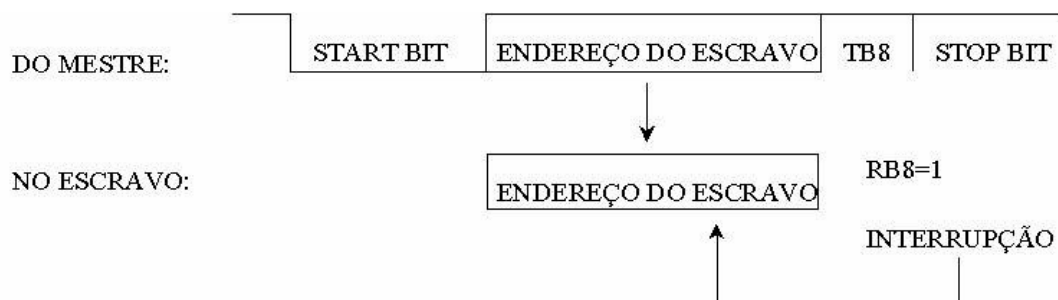 DO MESTRE: START BIT ENDEREÇO DO ESCRAVO TB8 STOP BIT
NO ESCRAVO: ENDEREÇO DO ESCRAVO RB8=1
INTERRUPÇÃO